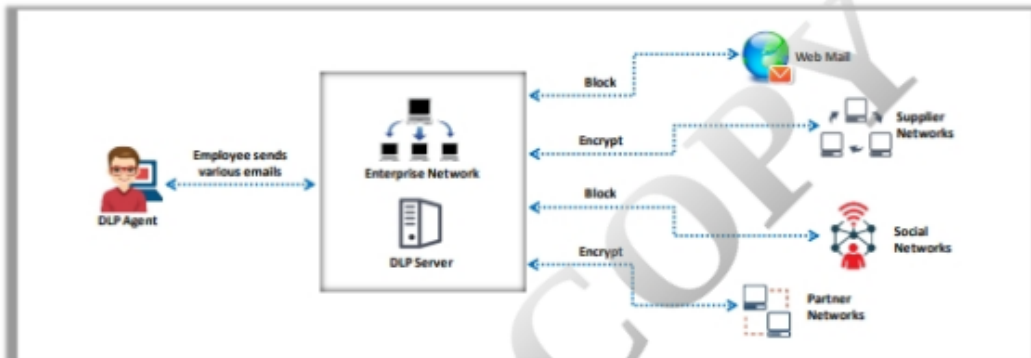 Web Mail
Block
Supplier
Networks
Encrypt
Employee sends
various emails
Enterprise Network
DLP Agent
Block
Social
Networks
DLP Server
Encrypt
Partner
Networks
COPY